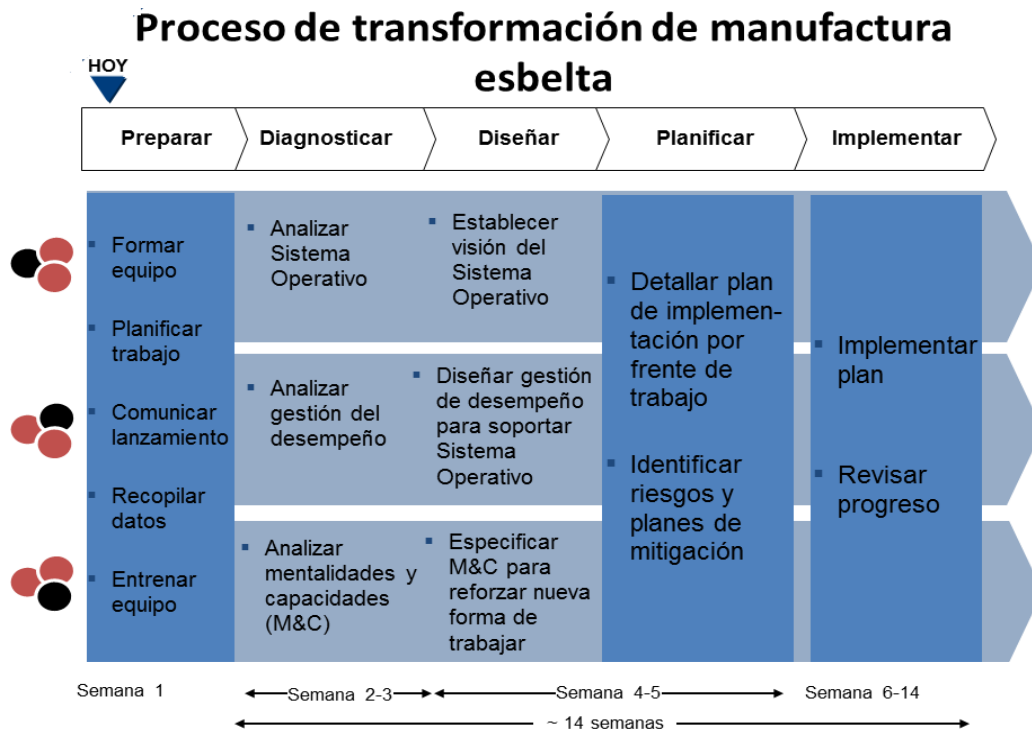 Proceso de transformación de manufactura
esbelta
HOY
Preparar
Diagnosticar
Diseñar
Planificar
Implementar
Formar
equipo
Planificar
trabajo
Comunicar
lanzamiento
Recopilar
datos
Entrenar
equipo
Analizar
Sistema
Operativo
Analizar
gestión del
desempeño
Analizar
mentalidades y
capacidades
(M&C)
Establecer
visión del
Sistema
Operativo
Diseñar gestión
de desempeño
para soportar
Sistema
Operativo
Especificar
M&C para
reforzar nueva
forma de
trabajar
Detallar plan
de implemen-
tación por
frente de
trabajo
Identificar
riesgos y
planes de
mitigación
Implementar
plan
Revisar
progreso
Semana 1
Semana 2-3
Semana 4-5
Semana 6-14
~ 14 semanas